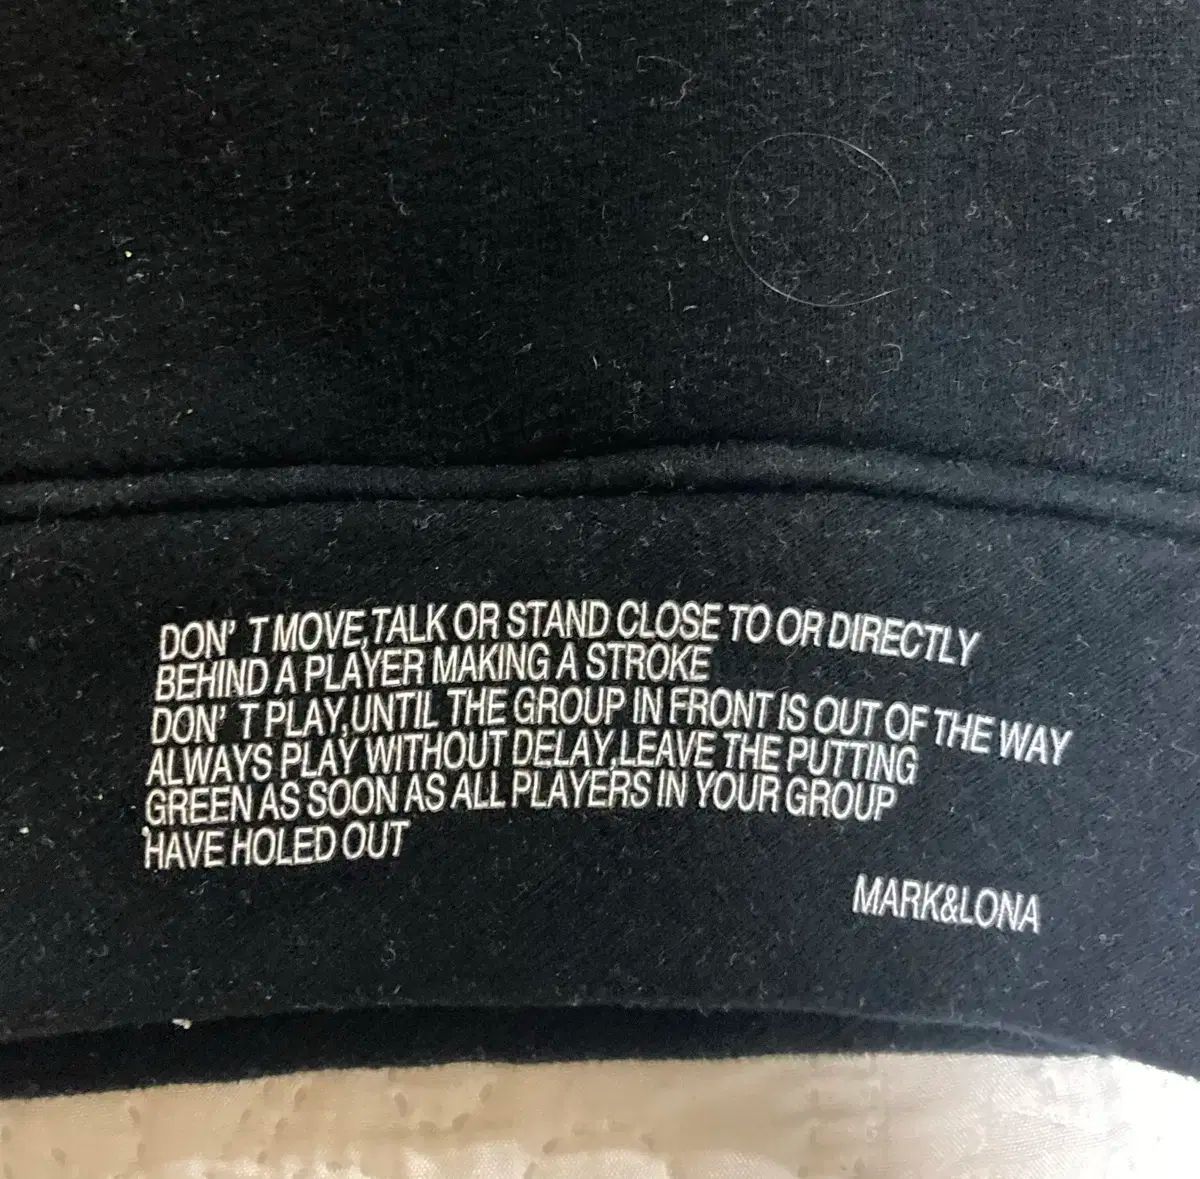 DON' T MOVE,TALK OR STAND CLOSE TO OR DIRECTLY
BEHIND A PLAYER MAKING A STROKE
DON' T PLAY,UNTIL THE GROUP IN FRONT IS OUT OF THE WAY
ALWAYS PLAY WITHOUT DELAY,LEAVE THE PUTTING
GREEN AS SOON AS ALL PLAYERS IN YOUR GROUP
HAVE HOLED OUT
MARK&LONA